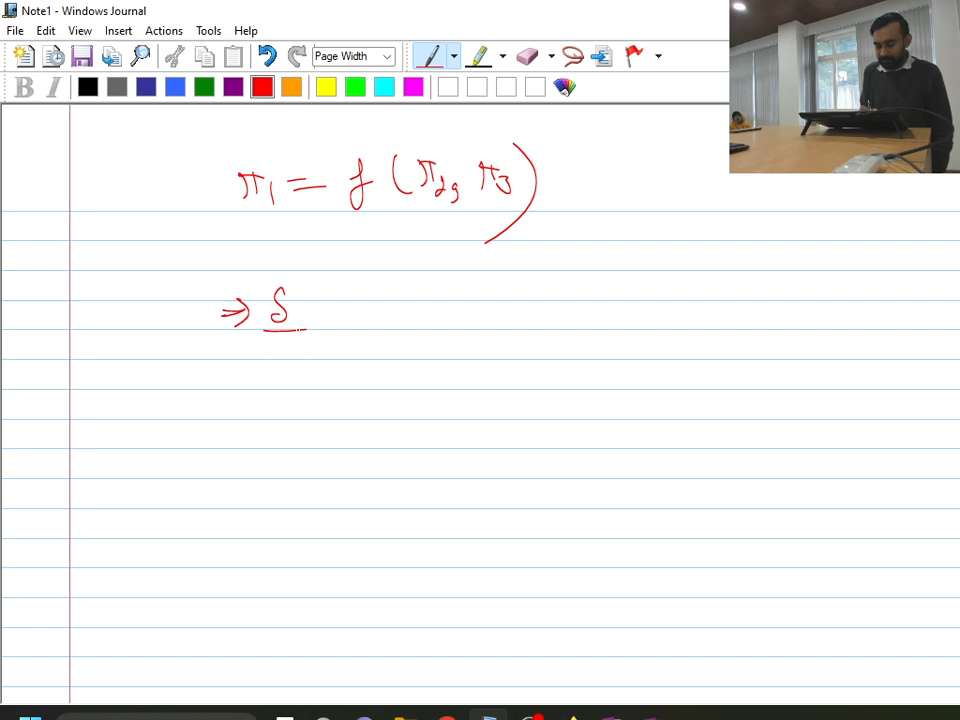 Note1 - Windows Journal
File Edit View Insert Actions Tools Help
Page Width
B I
π₁ = f (π₂, π₃)
⇒ δ